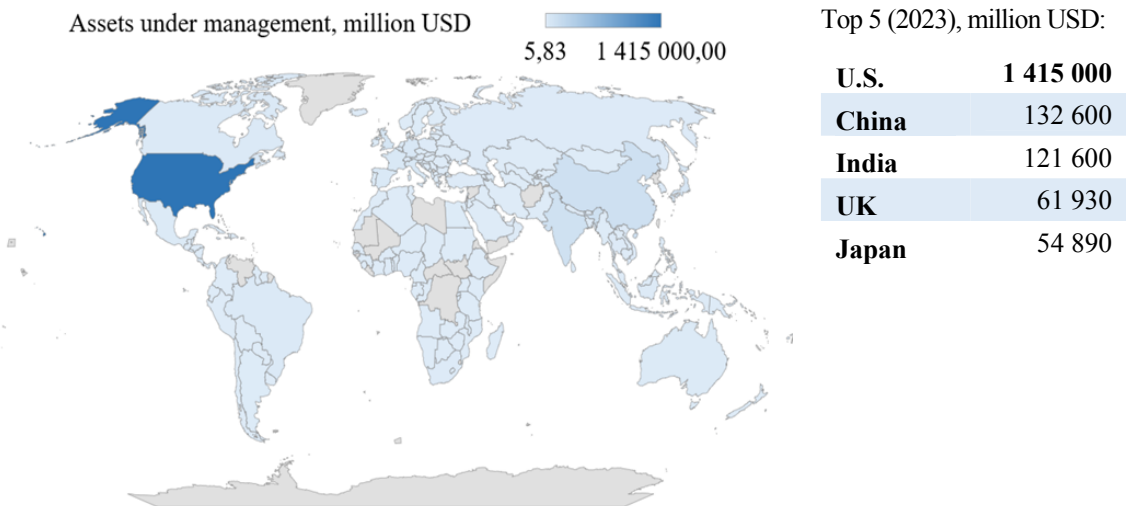 Assets under management, million USD
5,83 1 415 000,00
Top 5 (2023), million USD:
U.S. 1 415 000
China 132 600
India 121 600
UK 61 930
Japan 54 890